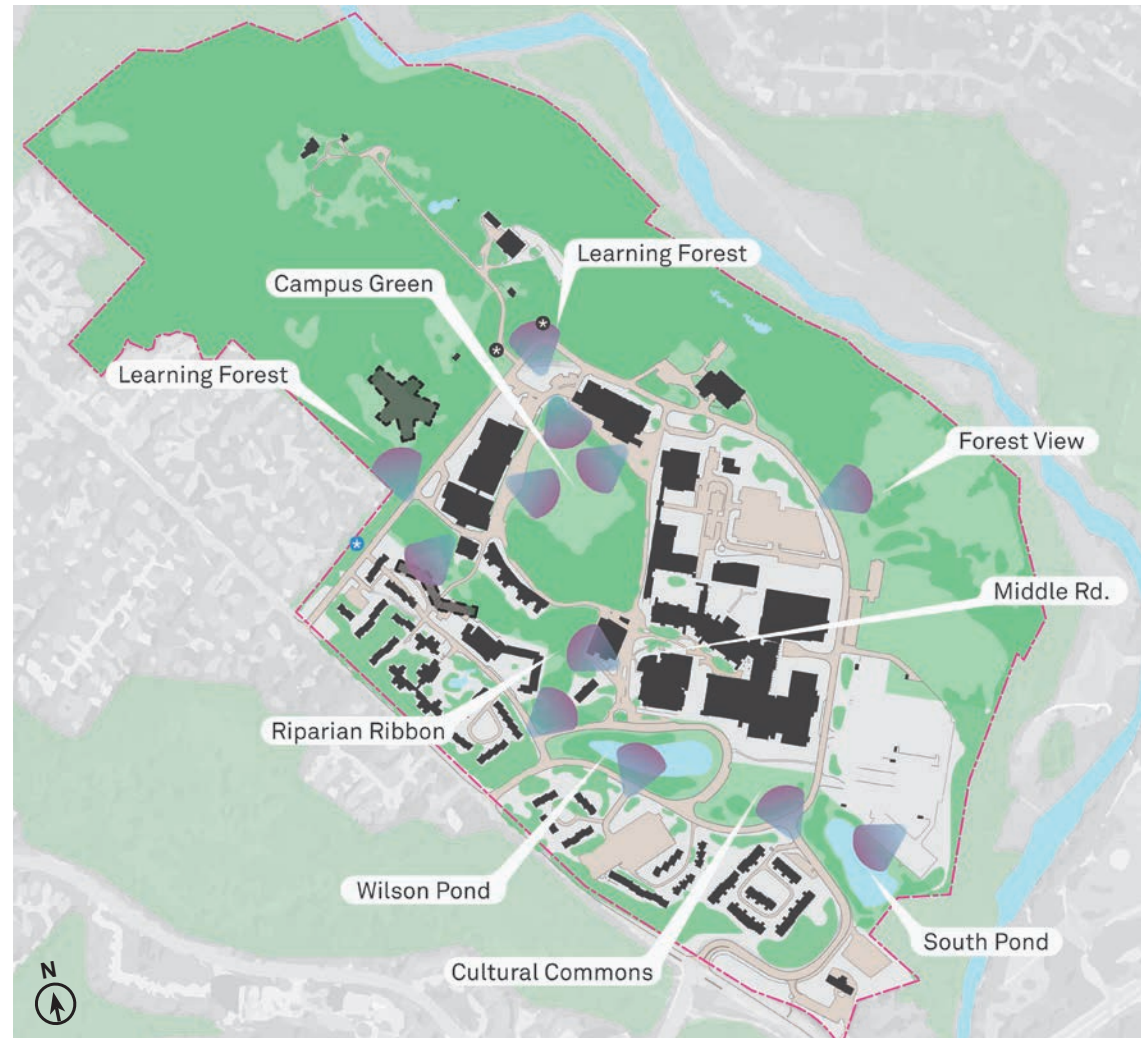 Learning Forest
Campus Green
Learning Forest
Forest View
Middle Rd.
Riparian Ribbon
Wilson Pond
South Pond
Cultural Commons
N